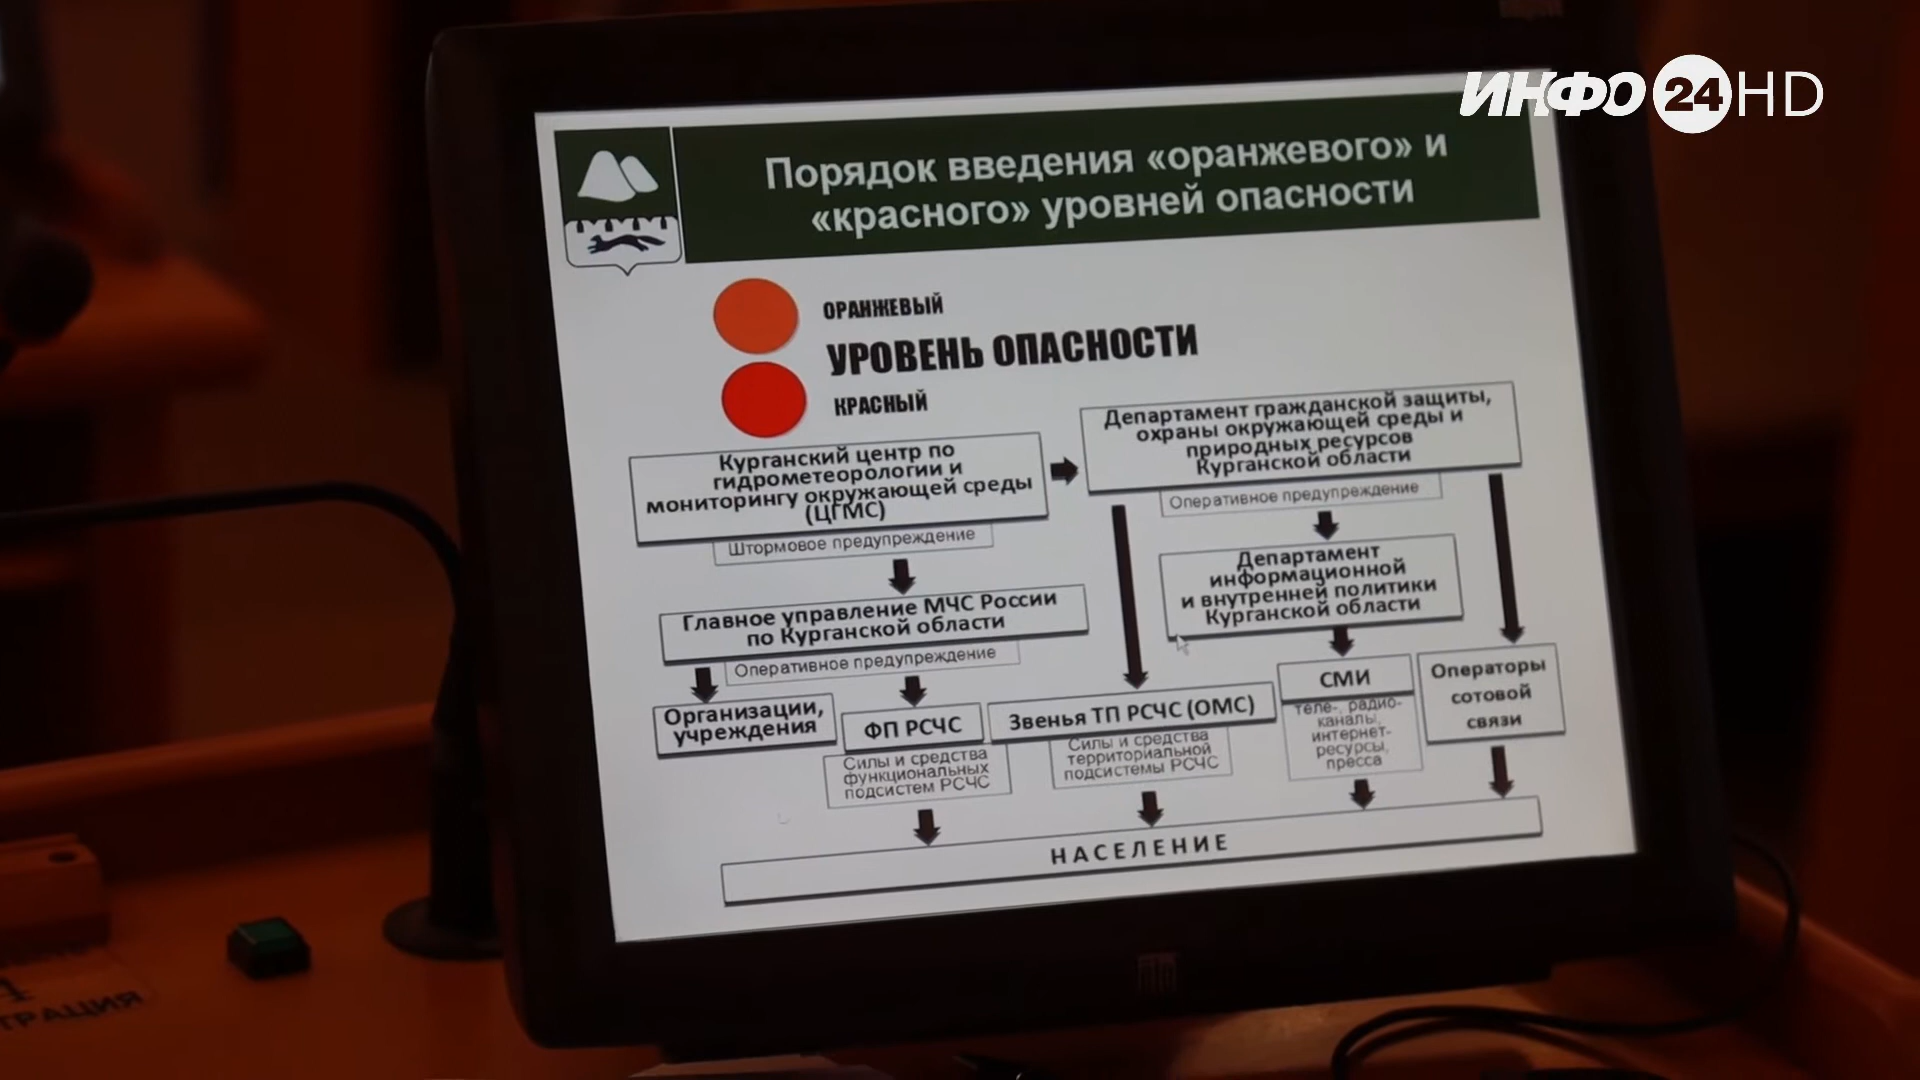 ИНФО 24 HD
Порядок введения «оранжевого» и
«красного» уровней опасности
ОРАНЖЕВЫЙ
УРОВЕНЬ ОПАСНОСТИ
КРАСНЫЙ
Курганский центр по
гидрометеорологии и
мониторингу окружающей среды
(ЦГМС)
Штормовое предупреждение
Департамент гражданской защиты,
охраны окружающей среды и
природных ресурсов
Курганской области
Оперативное предупреждение
Главное управление МЧС России
по Курганской области
Оперативное предупреждение
Департамент
информационной
и внутренней политики
Курганской области
Организации,
учреждения
ФП РСЧС
Силы и средства
функциональных
подсистем РСЧС
Звенья ТП РСЧС (ОМС)
Силы и средства
территориальной
подсистемы РСЧС
СМИ
теле-, радио-
каналы,
интернет-
ресурсы,
пресса
Операторы
сотовой
связи
НАСЕЛЕНИЕ